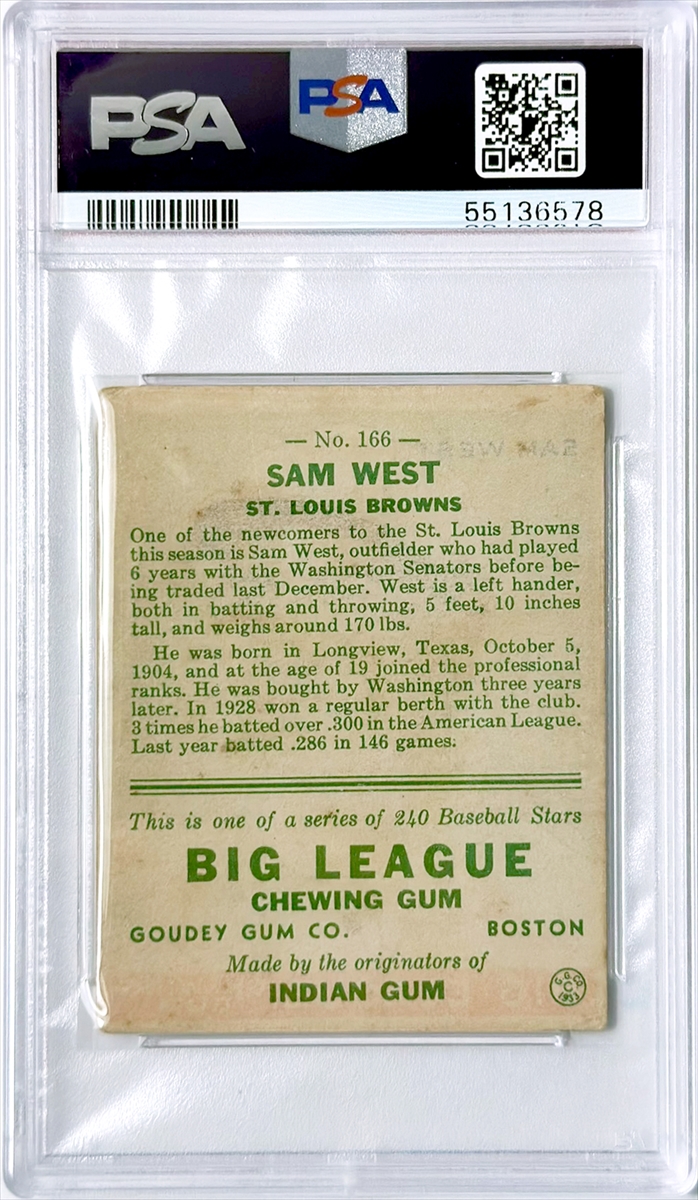 PSA PSA
55136578
— No. 166 —
SAM WEST
SAM WEST
ST. LOUIS BROWNS
One of the newcomers to the St. Louis Browns
this season is Sam West, outfielder who had played
6 years with the Washington Senators before be-
ing traded last December. West is a left hander,
both in batting and throwing, 5 feet, 10 inches
tall, and weighs around 170 lbs.
He was born in Longview, Texas, October 5,
1904, and at the age of 19 joined the professional
ranks. He was bought by Washington three years
later. In 1928 won a regular berth with the club.
3 times he batted over .300 in the American League.
Last year batted .286 in 146 games.
This is one of a series of 240 Baseball Stars
BIG LEAGUE
CHEWING GUM
GOUDEY GUM CO. BOSTON
Made by the originators of
INDIAN GUM
G. G. CO.
C
1933